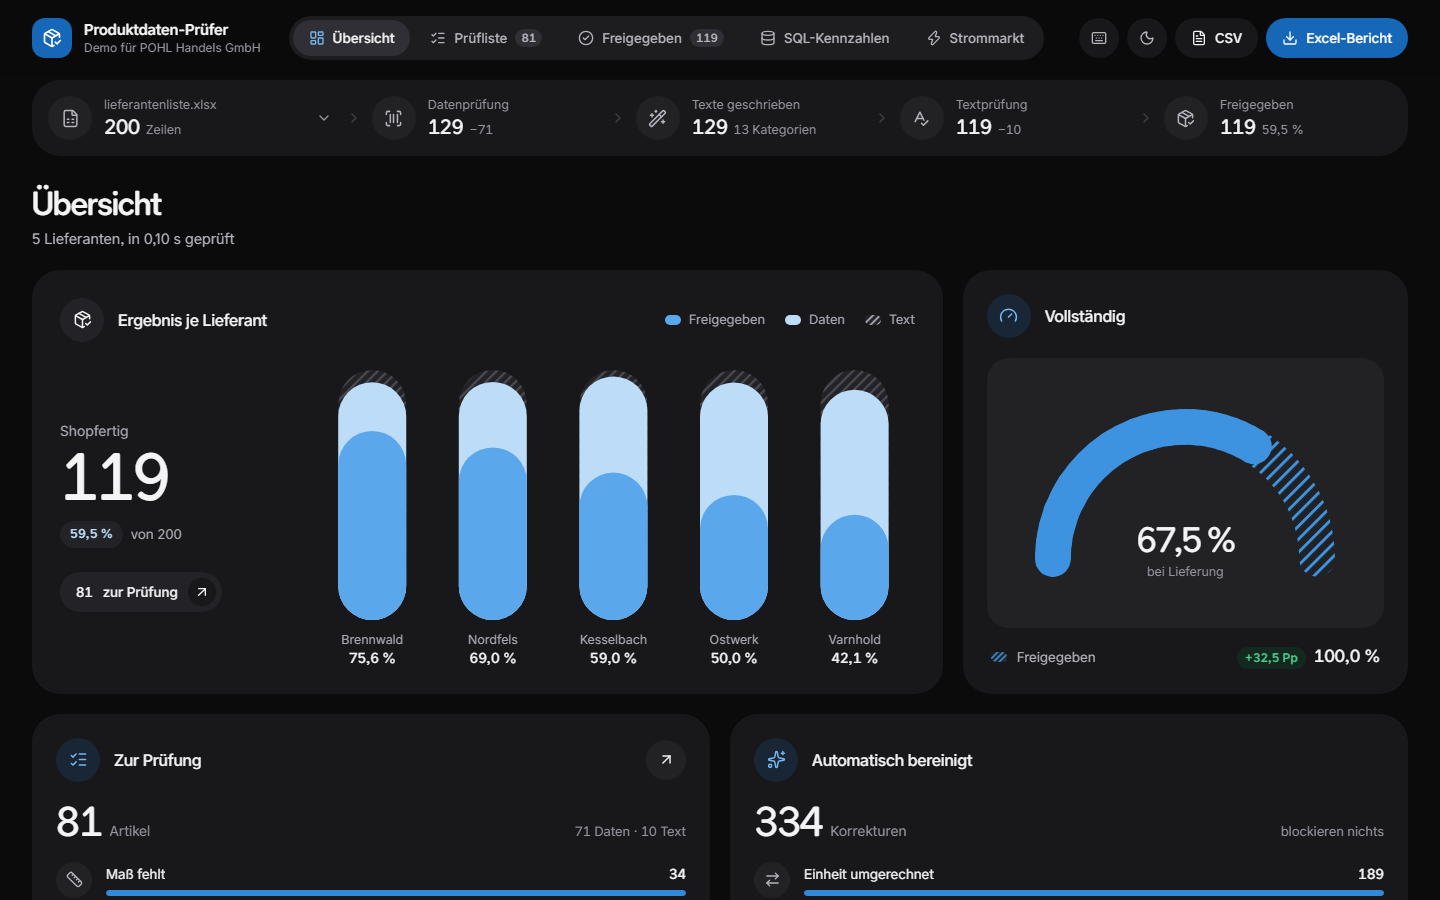 Produktdaten-Prüfer
Demo für POHL Handels GmbH
Übersicht
Prüfliste 81
Freigegeben 119
SQL-Kennzahlen
Strommarkt
CSV
Excel-Bericht
lieferantenliste.xlsx
200 Zeilen
Datenprüfung
129 −71
Texte geschrieben
129 13 Kategorien
Textprüfung
119 −10
Freigegeben
119 59,5 %
Übersicht
5 Lieferanten, in 0,10 s geprüft
Ergebnis je Lieferant
Freigegeben
Daten
Text
Shopfertig
119
59,5 % von 200
81 zur Prüfung
Brennwald
75,6 %
Nordfels
69,0 %
Kesselbach
59,0 %
Ostwerk
50,0 %
Varnhold
42,1 %
Vollständig
67,5 %
bei Lieferung
Freigegeben
+32,5 Pp 100,0 %
Zur Prüfung
81 Artikel
71 Daten · 10 Text
Maß fehlt 34
Automatisch bereinigt
334 Korrekturen
blockieren nichts
Einheit umgerechnet 189